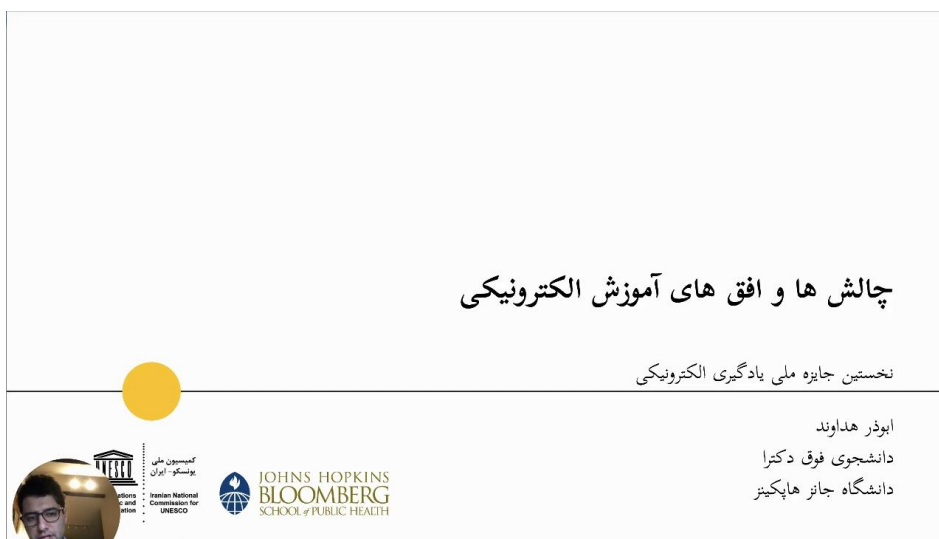 چالش ها و افق های آموزش الکترونیکی
نخستین جایزه ملی یادگیری الکترونیکی
ابوذر هداوند
دانشجوی فوق دکترا
دانشگاه جانز هاپکینز
کمیسیون ملی
یونسکو- ایران
Iranian National
Commission for
UNESCO
JOHNS HOPKINS
BLOOMBERG
SCHOOL of PUBLIC HEALTH